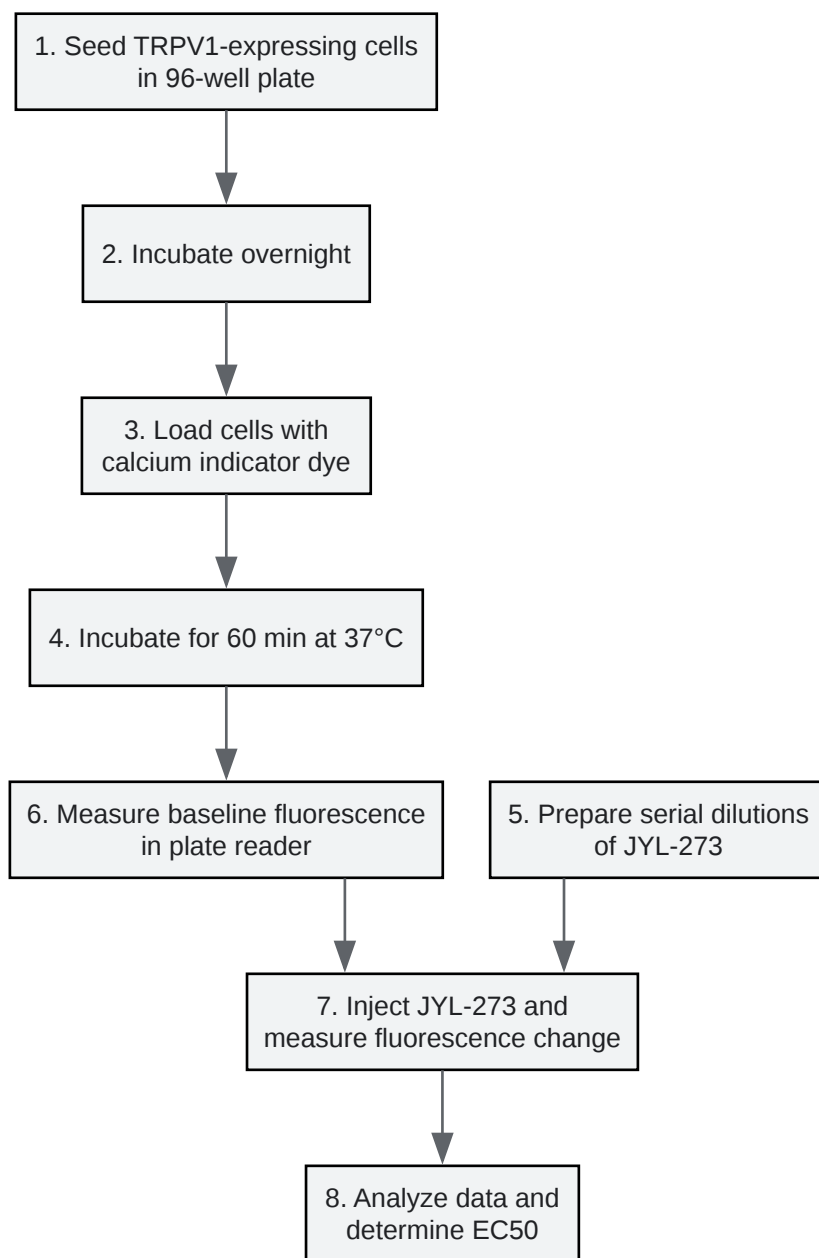 1. Seed TRPV1-expressing cells
in 96-well plate
2. Incubate overnight
3. Load cells with
calcium indicator dye
4. Incubate for 60 min at 37°C
6. Measure baseline fluorescence
in plate reader
5. Prepare serial dilutions
of JYL-273
7. Inject JYL-273 and
measure fluorescence change
8. Analyze data and
determine EC50